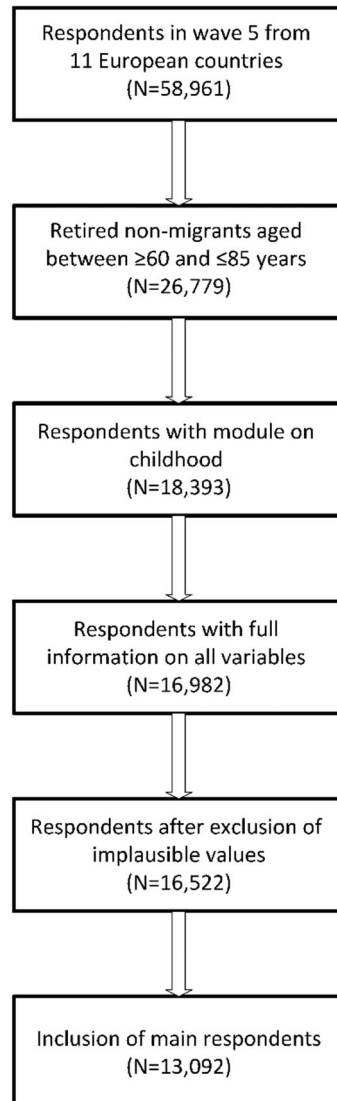 Respondents in wave 5 from
11 European countries
(N=58,961)
Retired non-migrants aged
between ≥60 and ≤85 years
(N=26,779)
Respondents with module on
childhood
(N=18,393)
Respondents with full
information on all variables
(N=16,982)
Respondents after exclusion of
implausible values
(N=16,522)
Inclusion of main respondents
(N=13,092)